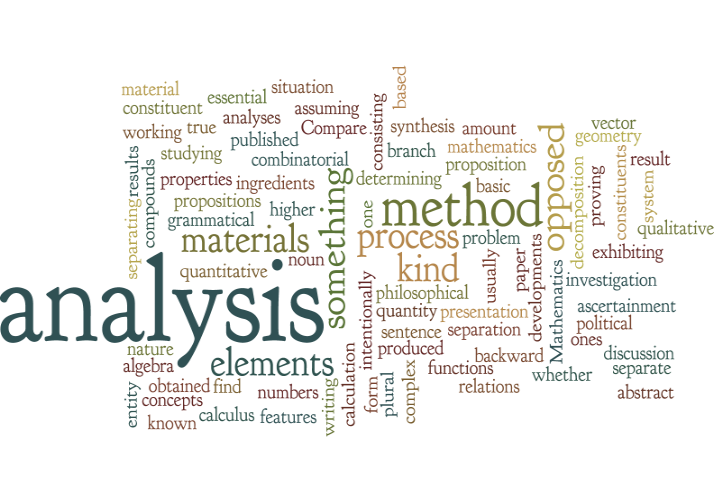 material
situation
based
constituent
essential
assuming
consisting
vector
working
true
analyses
Compare
synthesis
amount
opposed
geometry
published
branch
mathematics
results
studying
combinatorial
proposition
result
compounds
properties
ingredients
something
determining
basic
decomposition
proving
constituents
system
separating
propositions
higher
one
method
grammatical
qualitative
materials
process
problem
noun
kind
usually
paper
developments
exhibiting
quantitative
analysis
intentionally
philosophical
Mathematics
investigation
quantity
presentation
ascertainment
sentence
separation
political
ones
nature
elements
calculation
produced
backward
discussion
algebra
functions
whether
separate
entity
obtained
find
numbers
writing
form
plural
complex
relations
abstract
concepts
known
calculus
features